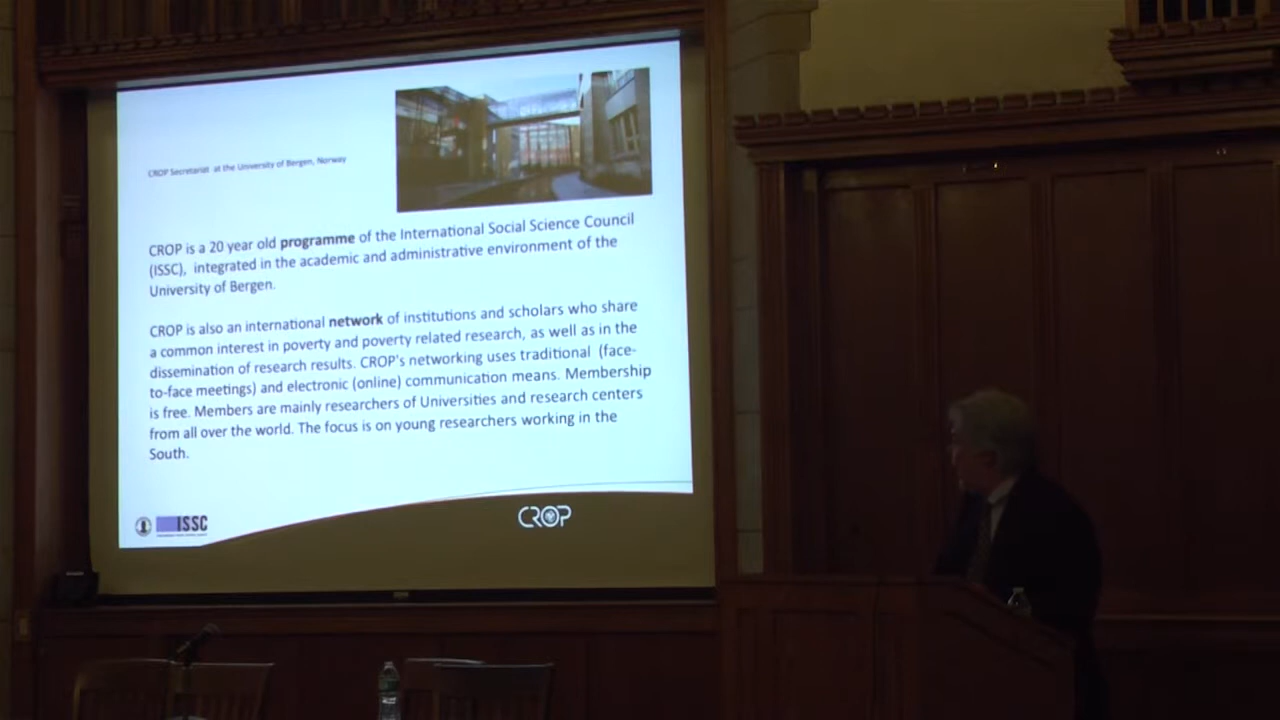 CROP Secretariat at the University of Bergen, Norway
CROP is a 20 year old programme of the International Social Science Council
(ISSC), integrated in the academic and administrative environment of the
University of Bergen.
CROP is also an international network of institutions and scholars who share
a common interest in poverty and poverty related research, as well as in the
dissemination of research results. CROP's networking uses traditional (face-
to-face meetings) and electronic (online) communication means. Membership
is free. Members are mainly researchers of Universities and research centers
from all over the world. The focus is on young researchers working in the
South.
ISSC
CROP